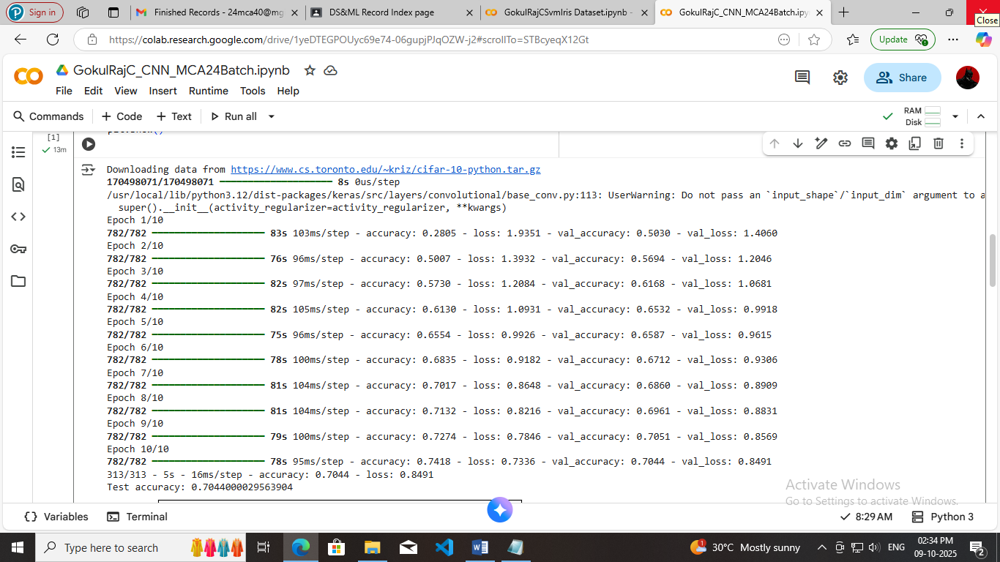 Sign in
Finished Records - 24mca40@mg
DS&ML Record Index page
GokulRajCSvmIris Dataset.ipynb -
GokulRajC_CNN_MCA24Batch.ipy
Close
https://colab.research.google.com/drive/1yeDTEGPOUyc69e74-06gupjPJqOZW-j2#scrollTo=STBcyeqX12Gt
Update
GokulRajC_CNN_MCA24Batch.ipynb
Share
File Edit View Insert Runtime Tools Help
Commands + Code + Text Run all
RAM
Disk
[1]
13m
Downloading data from https://www.cs.toronto.edu/~kriz/cifar-10-python.tar.gz
170498071/170498071 ━━━━━━━━━━━━━━━━━━━━ 8s 0us/step
/usr/local/lib/python3.12/dist-packages/keras/src/layers/convolutional/base_conv.py:113: UserWarning: Do not pass an `input_shape`/`input_dim` argument to a
super().__init__(activity_regularizer=activity_regularizer, **kwargs)
Epoch 1/10
782/782 ━━━━━━━━━━━━━━━━━━━━ 83s 103ms/step - accuracy: 0.2805 - loss: 1.9351 - val_accuracy: 0.5030 - val_loss: 1.4060
Epoch 2/10
782/782 ━━━━━━━━━━━━━━━━━━━━ 76s 96ms/step - accuracy: 0.5007 - loss: 1.3932 - val_accuracy: 0.5694 - val_loss: 1.2046
Epoch 3/10
782/782 ━━━━━━━━━━━━━━━━━━━━ 82s 97ms/step - accuracy: 0.5730 - loss: 1.2084 - val_accuracy: 0.6168 - val_loss: 1.0681
Epoch 4/10
782/782 ━━━━━━━━━━━━━━━━━━━━ 82s 105ms/step - accuracy: 0.6130 - loss: 1.0931 - val_accuracy: 0.6532 - val_loss: 0.9918
Epoch 5/10
782/782 ━━━━━━━━━━━━━━━━━━━━ 75s 96ms/step - accuracy: 0.6554 - loss: 0.9926 - val_accuracy: 0.6587 - val_loss: 0.9615
Epoch 6/10
782/782 ━━━━━━━━━━━━━━━━━━━━ 78s 100ms/step - accuracy: 0.6835 - loss: 0.9182 - val_accuracy: 0.6712 - val_loss: 0.9306
Epoch 7/10
782/782 ━━━━━━━━━━━━━━━━━━━━ 81s 104ms/step - accuracy: 0.7017 - loss: 0.8648 - val_accuracy: 0.6860 - val_loss: 0.8909
Epoch 8/10
782/782 ━━━━━━━━━━━━━━━━━━━━ 81s 104ms/step - accuracy: 0.7132 - loss: 0.8216 - val_accuracy: 0.6961 - val_loss: 0.8831
Epoch 9/10
782/782 ━━━━━━━━━━━━━━━━━━━━ 79s 100ms/step - accuracy: 0.7274 - loss: 0.7846 - val_accuracy: 0.7051 - val_loss: 0.8569
Epoch 10/10
782/782 ━━━━━━━━━━━━━━━━━━━━ 78s 95ms/step - accuracy: 0.7418 - loss: 0.7336 - val_accuracy: 0.7044 - val_loss: 0.8491
313/313 - 5s - 16ms/step - accuracy: 0.7044 - loss: 0.8491
Test accuracy: 0.7044000029563904
Activate Windows
Go to Settings to activate Windows.
{} Variables Terminal
8:29 AM Python 3
Type here to search
1
30°C Mostly sunny
ENG
02:34 PM
09-10-2025
2